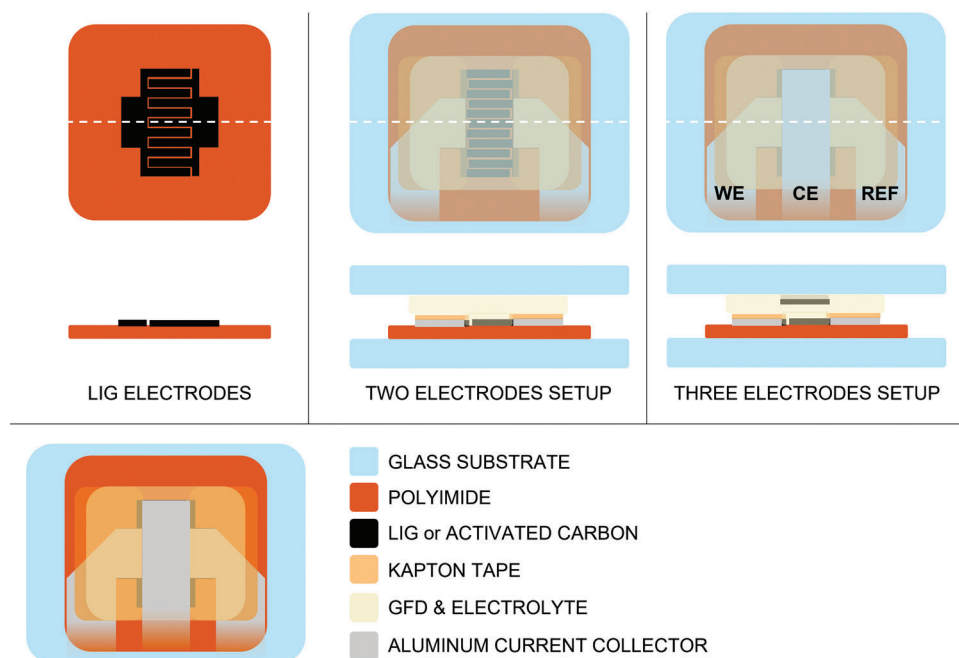 WE CE REF
LIG ELECTRODES
TWO ELECTRODES SETUP
THREE ELECTRODES SETUP
GLASS SUBSTRATE
POLYIMIDE
LIG or ACTIVATED CARBON
KAPTON TAPE
GFD & ELECTROLYTE
ALUMINUM CURRENT COLLECTOR